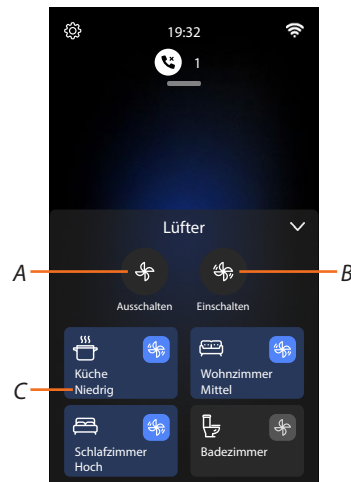 19:32
1
Lüfter
A
B
Ausschalten Einschalten
Küche
Niedrig
Wohnzimmer
Mittel
C
Schlafzimmer
Hoch
Badezimmer